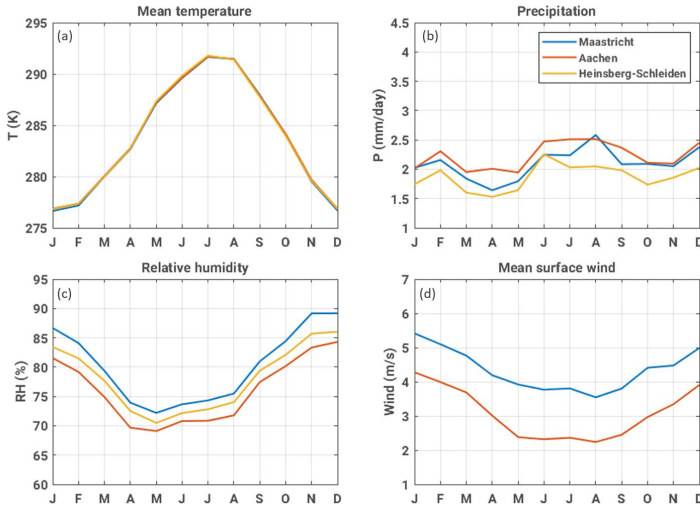 Mean temperature
(a)
T (K)
295
290
285
280
275
J F M A M J J A S O N D
Precipitation
(b)
Maastricht
Aachen
Heinsberg-Schleiden
P (mm/day)
4.5
4
3.5
3
2.5
2
1.5
1
J F M A M J J A S O N D
Relative humidity
(c)
RH (%)
95
90
85
80
75
70
65
60
J F M A M J J A S O N D
Mean surface wind
(d)
Wind (m/s)
7
6
5
4
3
2
1
J F M A M J J A S O N D